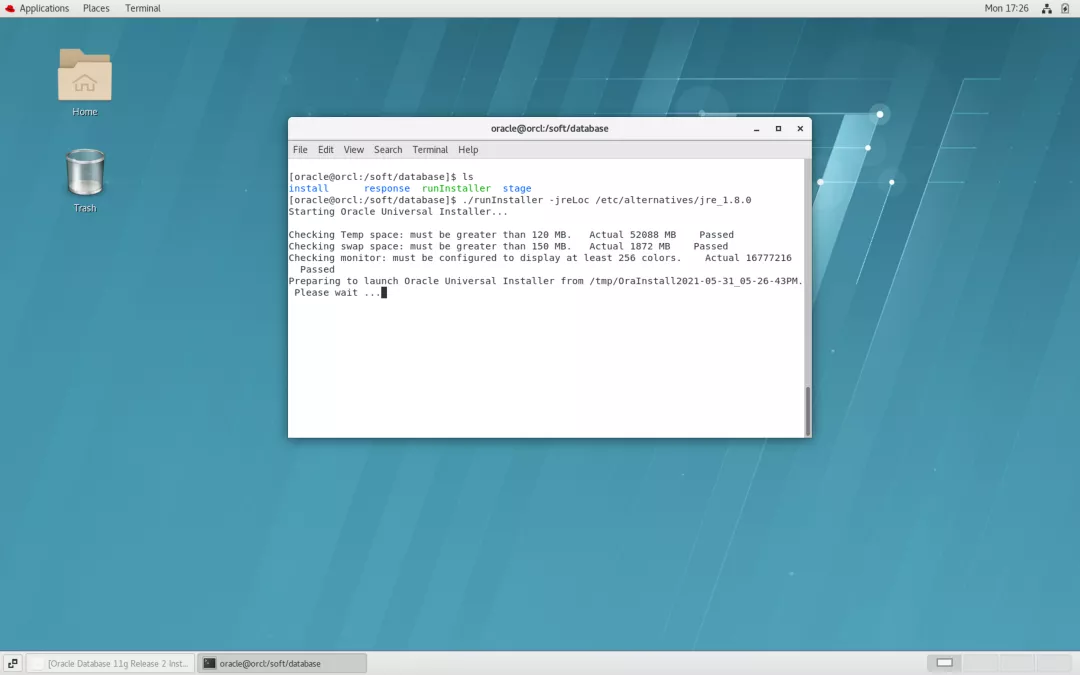 Applications Places Terminal Mon 17:26
Home
Trash
oracle@orcl:/soft/database
File Edit View Search Terminal Help
[oracle@orcl:/soft/database]$ ls
install response runInstaller stage
[oracle@orcl:/soft/database]$ ./runInstaller -jreLoc /etc/alternatives/jre_1.8.0
Starting Oracle Universal Installer...
Checking Temp space: must be greater than 120 MB. Actual 52088 MB Passed
Checking swap space: must be greater than 150 MB. Actual 1872 MB Passed
Checking monitor: must be configured to display at least 256 colors. Actual 16777216
Passed
Preparing to launch Oracle Universal Installer from /tmp/OraInstall2021-05-31_05-26-43PM.
Please wait ...
[Oracle Database 11g Release 2 Inst... oracle@orcl:/soft/database